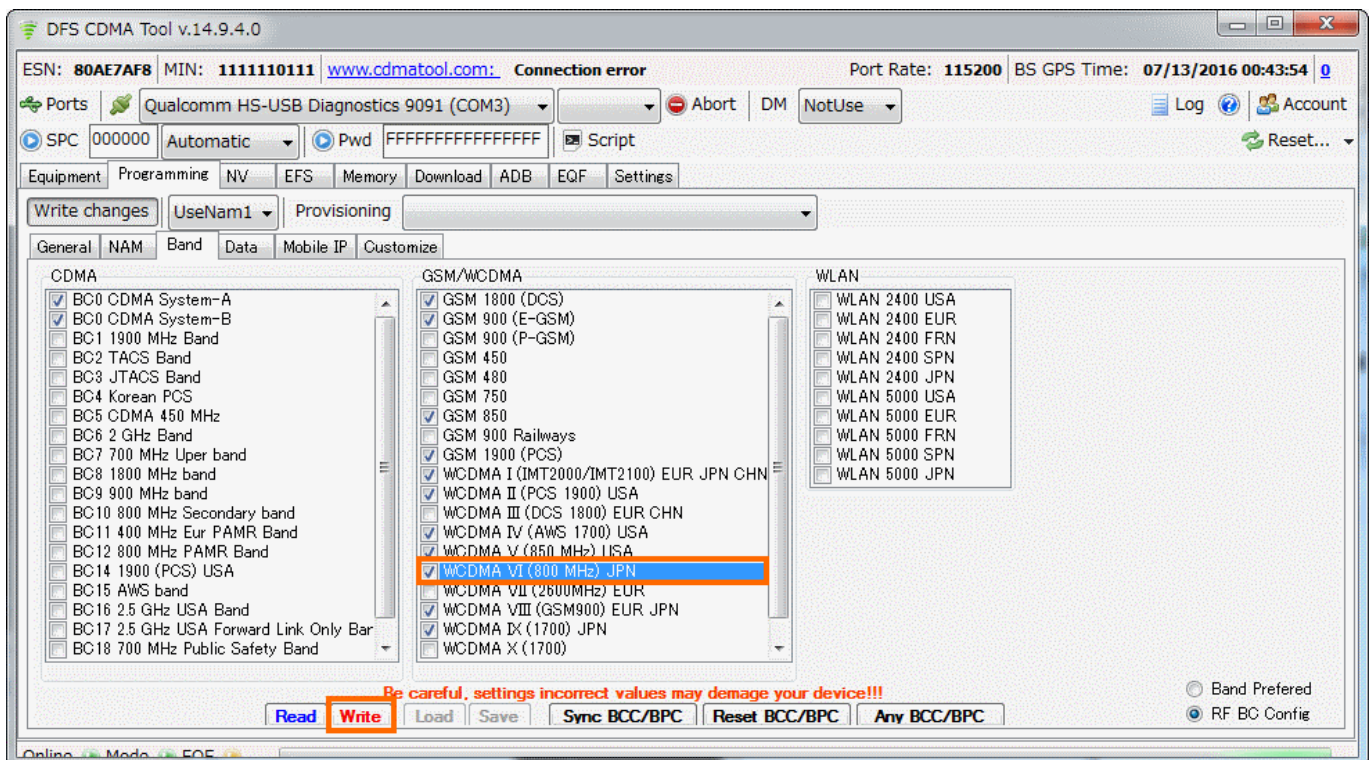 DFS CDMA Tool v.14.9.4.0
ESN: 80AE7AF8 MIN: 1111110111 www.cdmatool.com: Connection error Port Rate: 115200 BS GPS Time: 07/13/2016 00:43:54 0
Ports Qualcomm HS-USB Diagnostics 9091 (COM3) Abort DM NotUse Log Account
SPC 000000 Automatic Pwd FFFFFFFFFFFFFFFF Script Reset...
Equipment Programming NV EFS Memory Download ADB EQF Settings
Write changes UseNam1 Provisioning
General NAM Band Data Mobile IP Customize
CDMA
BC0 CDMA System-A
BC0 CDMA System-B
BC1 1900 MHz Band
BC2 TACS Band
BC3 JTACS Band
BC4 Korean PCS
BC5 CDMA 450 MHz
BC6 2 GHz Band
BC7 700 MHz Uper band
BC8 1800 MHz band
BC9 900 MHz band
BC10 800 MHz Secondary band
BC11 400 MHz Eur PAMR Band
BC12 800 MHz PAMR Band
BC14 1900 (PCS) USA
BC15 AWS band
BC16 2.5 GHz USA Band
BC17 2.5 GHz USA Forward Link Only Bar
BC18 700 MHz Public Safety Band
GSM/WCDMA
GSM 1800 (DCS)
GSM 900 (E-GSM)
GSM 900 (P-GSM)
GSM 450
GSM 480
GSM 750
GSM 850
GSM 900 Railways
GSM 1900 (PCS)
WCDMA I (IMT2000/IMT2100) EUR JPN CHN
WCDMA II (PCS 1900) USA
WCDMA III (DCS 1800) EUR CHN
WCDMA IV (AWS 1700) USA
WCDMA V (850 MHz) USA
WCDMA VI (800 MHz) JPN
WCDMA VII (2600MHz) EUR
WCDMA VIII (GSM900) EUR JPN
WCDMA IX (1700) JPN
WCDMA X (1700)
WLAN
WLAN 2400 USA
WLAN 2400 EUR
WLAN 2400 FRN
WLAN 2400 SPN
WLAN 2400 JPN
WLAN 5000 USA
WLAN 5000 EUR
WLAN 5000 FRN
WLAN 5000 SPN
WLAN 5000 JPN
Be careful, settings incorrect values may demage your device!!!
Band Prefered
Read Write Load Save Sync BCC/BPC Reset BCC/BPC Any BCC/BPC RF BC Config
Online Mode EQF